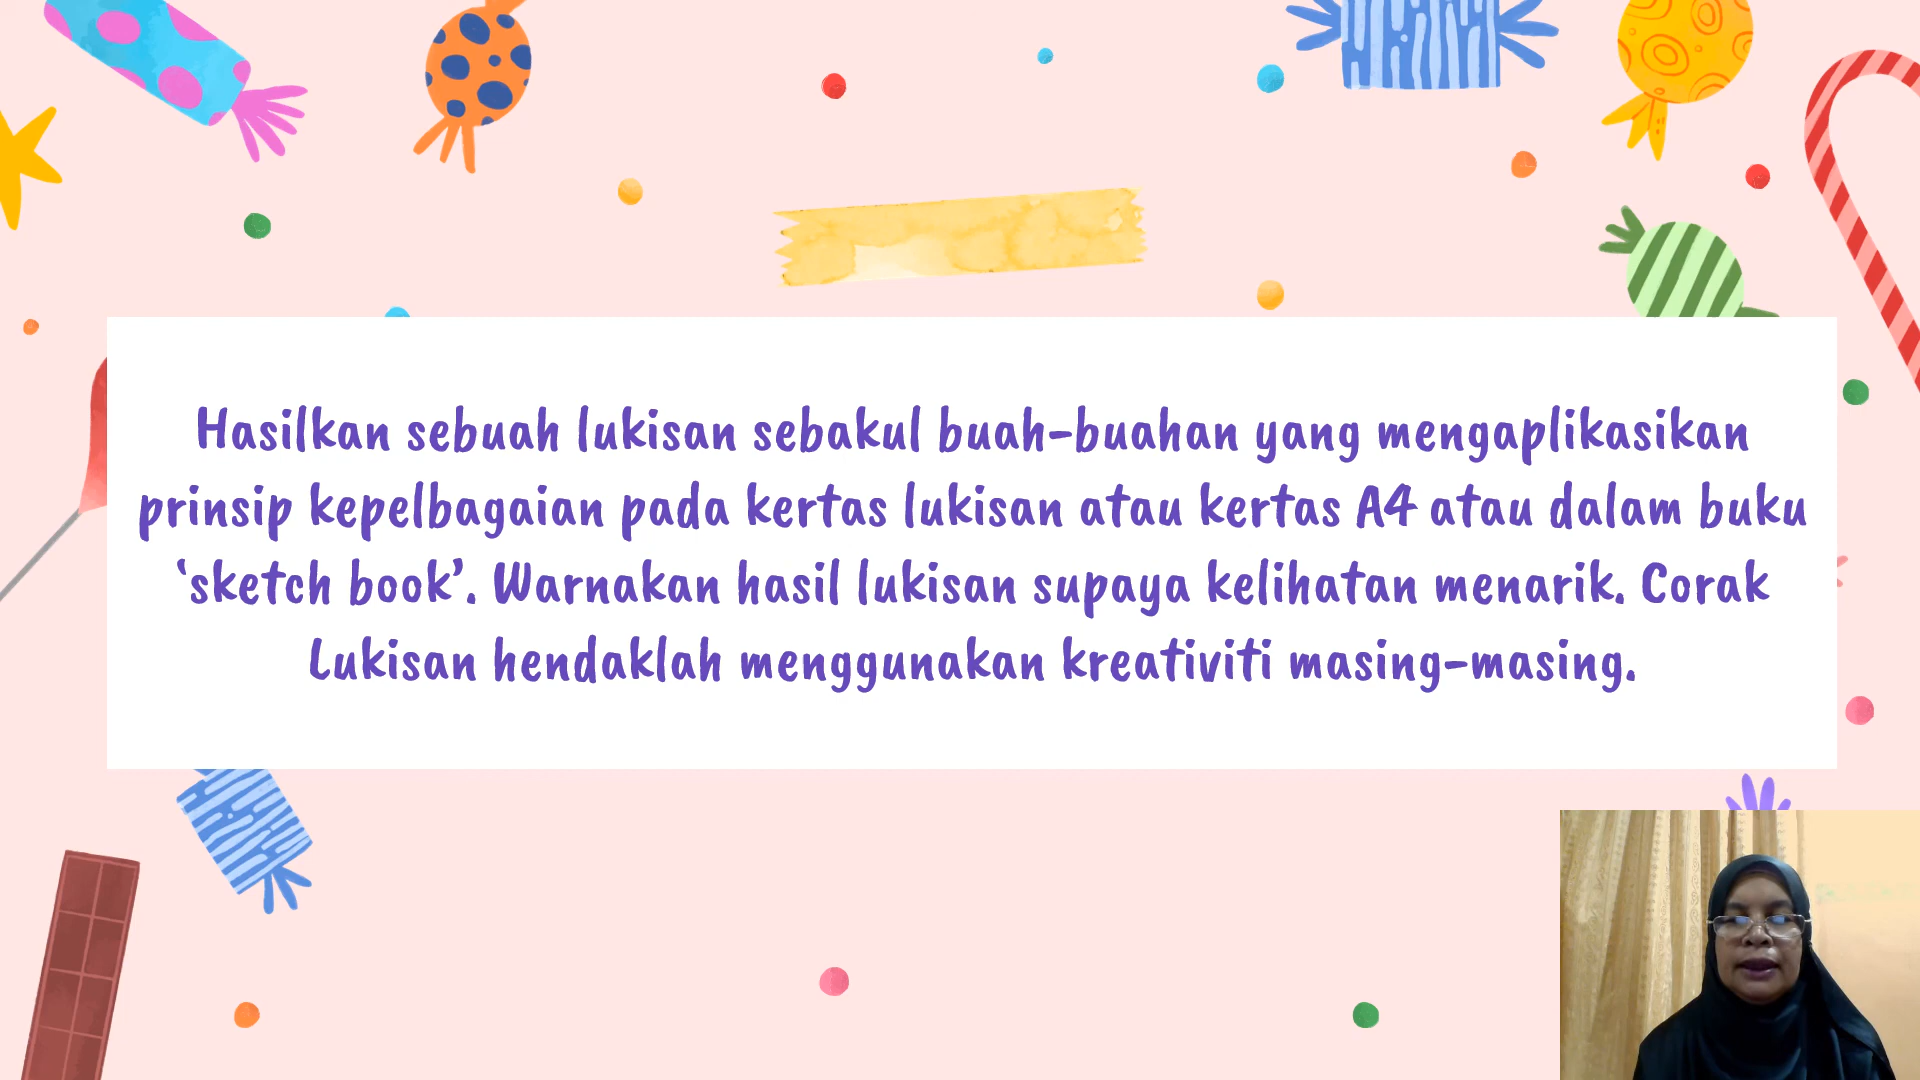 Hasilkan sebuah lukisan sebakul buah-buahan yang mengaplikasikan
prinsip kepelbagaian pada kertas lukisan atau kertas A4 atau dalam buku
‘sketch book’. Warnakan hasil lukisan supaya kelihatan menarik. Corak
Lukisan hendaklah menggunakan kreativiti masing-masing.